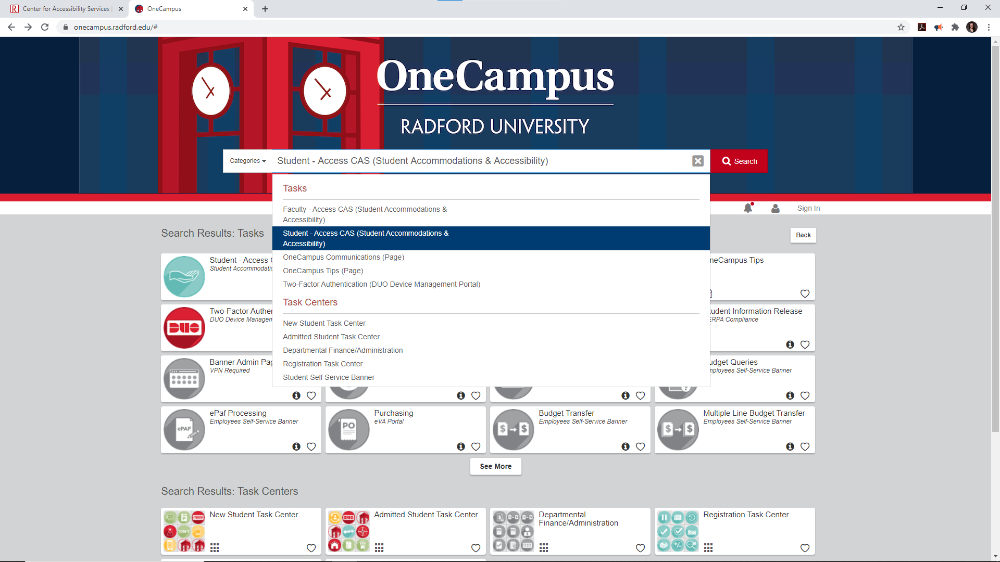 Center for Accessibility Services |
OneCampus
onecampus.radford.edu/#
OneCampus
RADFORD UNIVERSITY
Categories
Student - Access CAS (Student Accommodations & Accessibility)
Search
Tasks
Faculty - Access CAS (Student Accommodations &
Accessibility)
Student - Access CAS (Student Accommodations &
Accessibility)
OneCampus Communications (Page)
OneCampus Tips (Page)
Two-Factor Authentication (DUO Device Management Portal)
Task Centers
New Student Task Center
Admitted Student Task Center
Departmental Finance/Administration
Registration Task Center
Student Self Service Banner
Sign In
Search Results: Tasks
Back
Student - Access
Student Accommodatio
neCampus Tips
Two-Factor Authe
DUO Device Managem
DUO
tudent Information Release
ERPA Compliance
Banner Admin Pag
VPN Required
udget Queries
mployees Self-Service Banner
ePAF
ePaf Processing
Employees Self-Service Banner
PO
Purchasing
eVA Portal
$ $
Budget Transfer
Employees Self-Service Banner
$ $
Multiple Line Budget Transfer
Employees Self-Service Banner
See More
Search Results: Task Centers
New Student Task Center
Admitted Student Task Center
Departmental
Finance/Administration
Registration Task Center